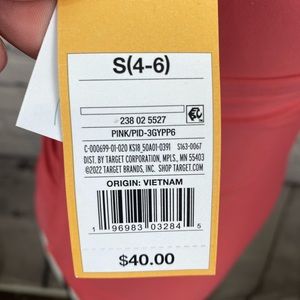 S(4-6)
238 02 5527
PINK/PID-3GYPP6
C-000699-01-020 KS18_50A01-0391 S163-0067
DIST. BY TARGET CORPORATION, MPLS., MN 55403
©2022 TARGET BRANDS, INC. SHOP TARGET.COM
ORIGIN: VIETNAM
1 96983 03284 5
$40.00